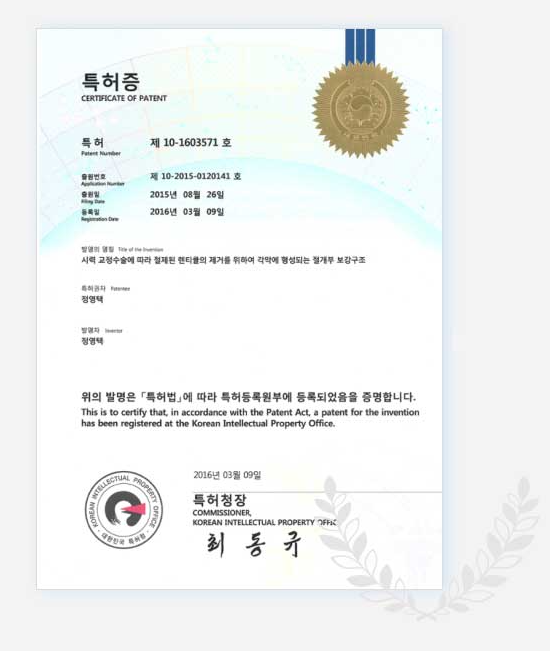 특허증
CERTIFICATE OF PATENT
특 허 제 10-1603571 호
Patent Number
출원번호 제 10-2015-0120141 호
Application Number
출원일 2015년 08월 26일
Filing Date
등록일 2016년 03월 09일
Registration Date
발명의 명칭 Title of the Invention
시력 교정수술에 따라 절제된 렌티큘의 제거를 위하여 각막에 형성되는 절개부 보강구조
특허권자 Patentee
정영택
발명자 Inventor
정영택
위의 발명은 「특허법」에 따라 특허등록원부에 등록되었음을 증명합니다.
This is to certify that, in accordance with the Patent Act, a patent for the invention
has been registered at the Korean Intellectual Property Office.
2016년 03월 09일
특허청장
COMMISSIONER,
KOREAN INTELLECTUAL PROPERTY OFFIC
최동규
KOREAN INTELLECTUAL PROPERTY OFFICE
대한민국 특허청